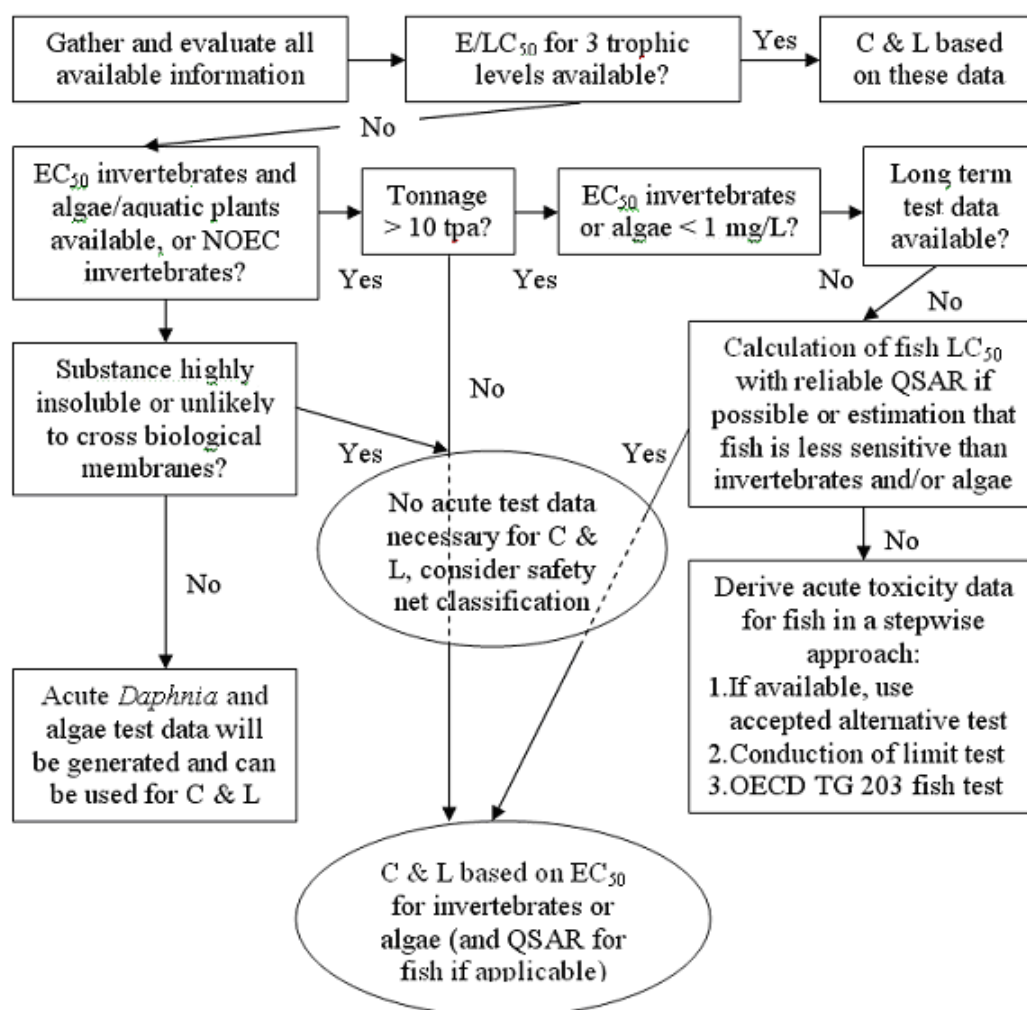 Gather and evaluate all
available information
E/LC50 for 3 trophic
levels available?
Yes
C & L based
on these data
No
EC50 invertebrates and
algae/aquatic plants
available, or NOEC
invertebrates?
Yes
Tonnage
> 10 tpa?
Yes
EC50 invertebrates
or algae < 1 mg/L?
No
Long term
test data
available?
No
Substance highly
insoluble or unlikely
to cross biological
membranes?
Yes
No
Calculation of fish LC50
with reliable QSAR if
possible or estimation that
fish is less sensitive than
invertebrates and/or algae
Yes
No
No acute test data
necessary for C &
L, consider safety
net classification
No
Derive acute toxicity data
for fish in a stepwise
approach:
1.If available, use
accepted alternative test
2.Conduction of limit test
3.OECD TG 203 fish test
Acute Daphnia and
algae test data will
be generated and can
be used for C & L
C & L based on EC50
for invertebrates or
algae (and QSAR for
fish if applicable)